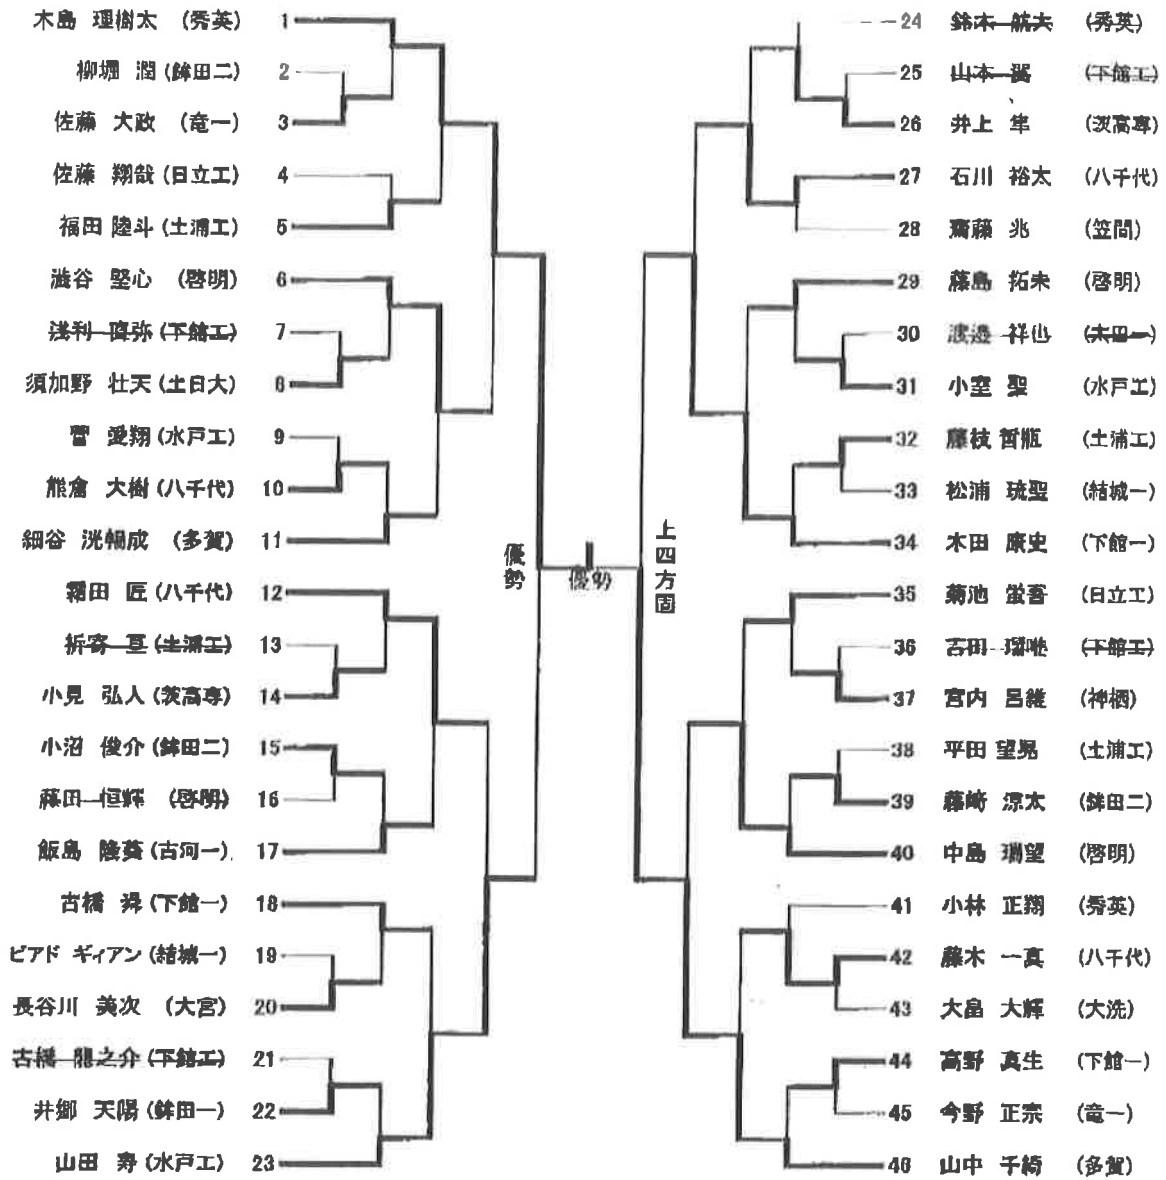 木島 理樹太 (秀英) 1
柳堀 潤 (鉾田二) 2
佐藤 大政 (竜一) 3
佐藤 翔哉 (日立工) 4
福田 陸斗 (土浦工) 5
澁谷 堅心 (啓明) 6
浅利 直弥 (下館工) 7
須加野 壮天 (土日大) 8
菅 愛翔 (水戸工) 9
熊倉 大樹 (八千代) 10
細谷 洸暢成 (多賀) 11
霜田 匠 (八千代) 12
折寄 亘 (土浦工) 13
小見 弘人 (茨高専) 14
小沼 俊介 (鉾田二) 15
藤田 恒輝 (啓明) 16
飯島 陸葵 (古河一) 17
古橋 昇 (下館一) 18
ビアド ギィアン (結城一) 19
長谷川 義次 (大宮) 20
古橋 龍之介 (下館工) 21
井郷 天陽 (鉾田一) 22
山田 寿 (水戸工) 23
優勢
優勢
上四方固
24 鈴木 航太 (秀英)
25 山本 (下館工)
26 井上 隼 (茨高専)
27 石川 裕太 (八千代)
28 齋藤 兆 (笠間)
29 藤島 拓未 (啓明)
30 渡邉 祥也 (太田一)
31 小室 聖 (水戸工)
32 藤枝 哲瓶 (土浦工)
33 松浦 琉聖 (結城一)
34 木田 康史 (下館一)
35 菊池 蛍吾 (日立工)
36 吉田 (下館工)
37 宮内 呂維 (神栖)
38 平田 望晃 (土浦工)
39 藤崎 涼太 (鉾田二)
40 中島 瑞望 (啓明)
41 小林 正翔 (秀英)
42 藤木 一真 (八千代)
43 大畠 大輝 (大洗)
44 高野 真生 (下館一)
45 今野 正宗 (竜一)
46 山中 千綺 (多賀)